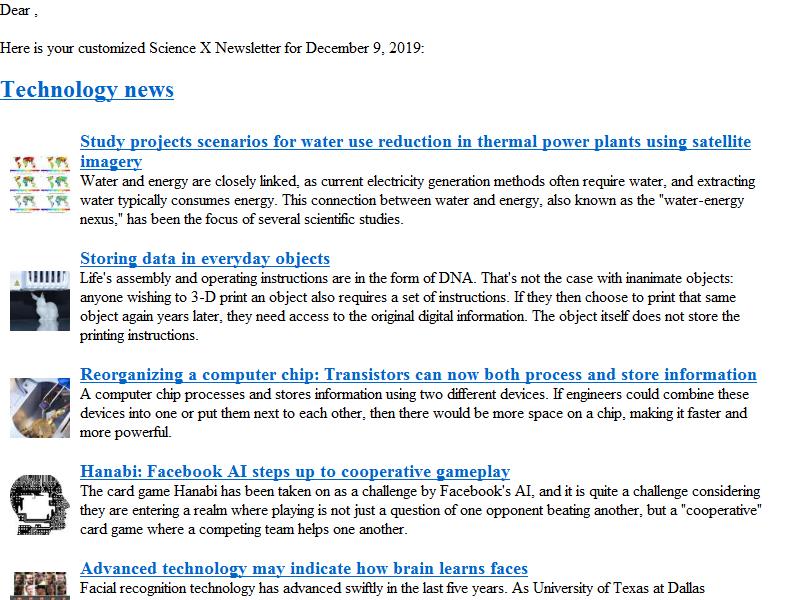 Dear ,
Here is your customized Science X Newsletter for December 9, 2019:
Technology news
Study projects scenarios for water use reduction in thermal power plants using satellite
imagery
Water and energy are closely linked, as current electricity generation methods often require water, and extracting
water typically consumes energy. This connection between water and energy, also known as the "water-energy
nexus," has been the focus of several scientific studies.
Storing data in everyday objects
Life's assembly and operating instructions are in the form of DNA. That's not the case with inanimate objects:
anyone wishing to 3-D print an object also requires a set of instructions. If they then choose to print that same
object again years later, they need access to the original digital information. The object itself does not store the
printing instructions.
Reorganizing a computer chip: Transistors can now both process and store information
A computer chip processes and stores information using two different devices. If engineers could combine these
devices into one or put them next to each other, then there would be more space on a chip, making it faster and
more powerful.
Hanabi: Facebook AI steps up to cooperative gameplay
The card game Hanabi has been taken on as a challenge by Facebook's AI, and it is quite a challenge considering
they are entering a realm where playing is not just a question of one opponent beating another, but a "cooperative"
card game where a competing team helps one another.
Advanced technology may indicate how brain learns faces
Facial recognition technology has advanced swiftly in the last five years. As University of Texas at Dallas